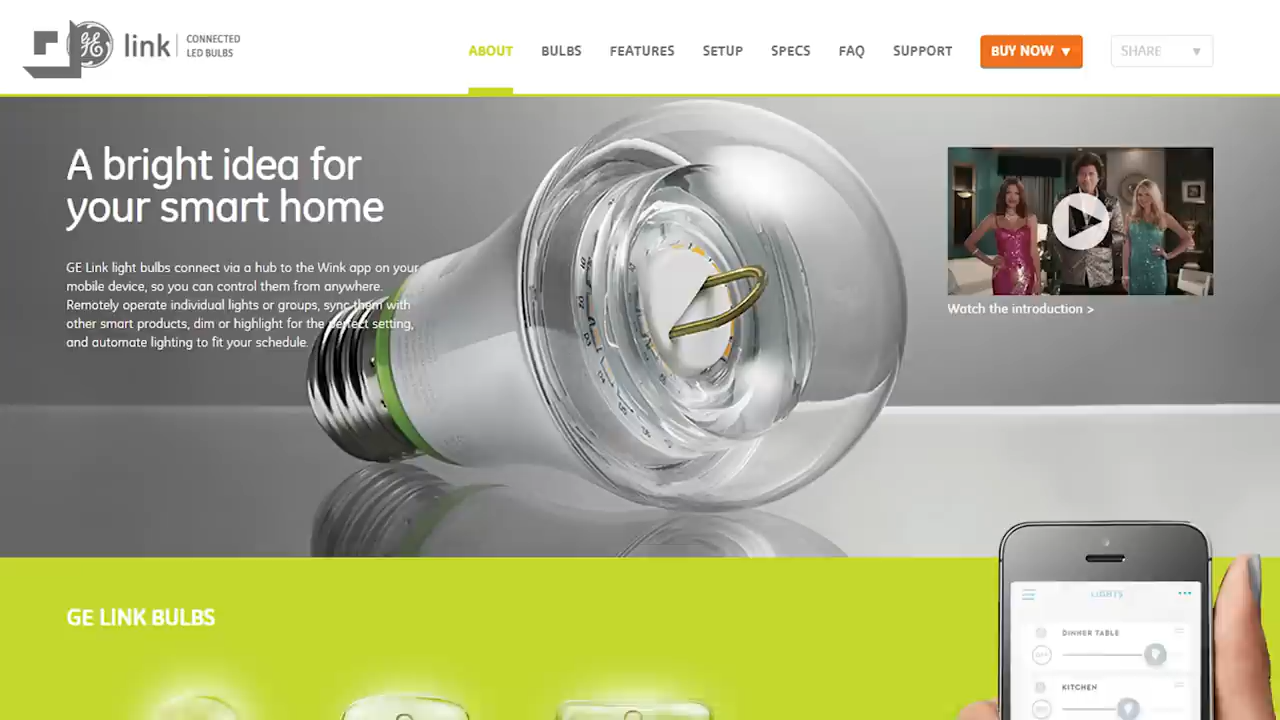 GE link CONNECTED
LED BULBS
ABOUT BULBS FEATURES SETUP SPECS FAQ SUPPORT BUY NOW SHARE
A bright idea for
your smart home
GE Link light bulbs connect via a hub to the Wink app on your
mobile device, so you can control them from anywhere.
Remotely operate individual lights or groups, sync them with
other smart products, dim or highlight for the perfect setting,
and automate lighting to fit your schedule.
Watch the introduction >
GE LINK BULBS
LIGHTS
DINNER TABLE
OFF
KITCHEN